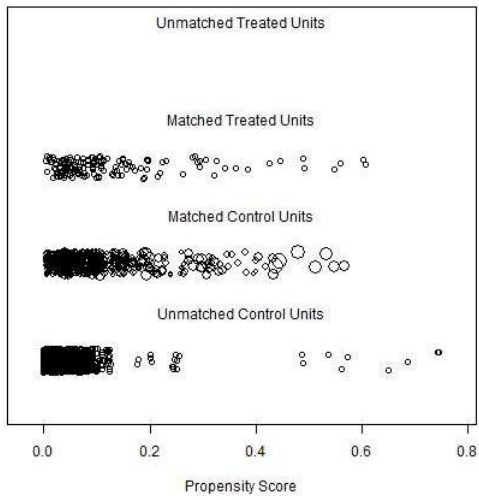 Unmatched Treated Units
Matched Treated Units
Matched Control Units
Unmatched Control Units
0.0 0.2 0.4 0.6 0.8
Propensity Score